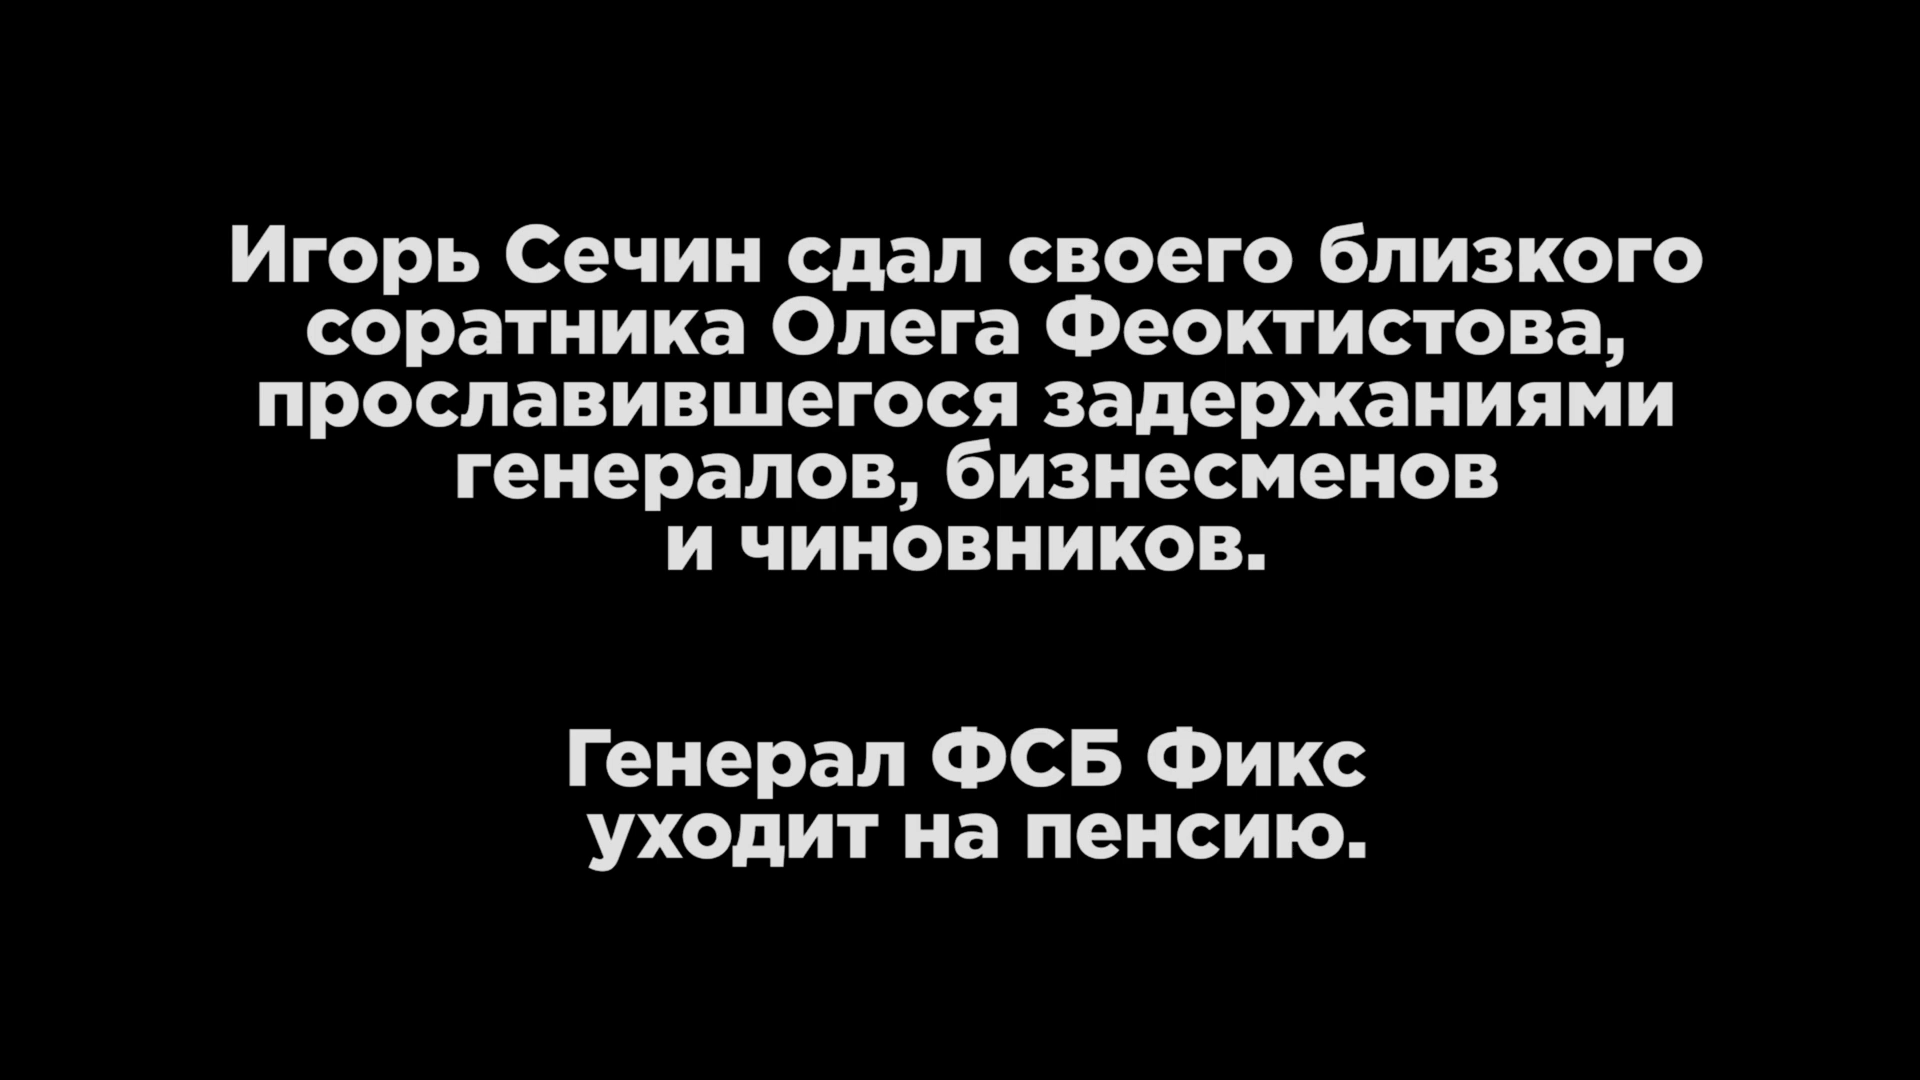 Игорь Сечин сдал своего близкого
соратника Олега Феоктистова,
прославившегося задержаниями
генералов, бизнесменов
и чиновников.
Генерал ФСБ Фикс
уходит на пенсию.